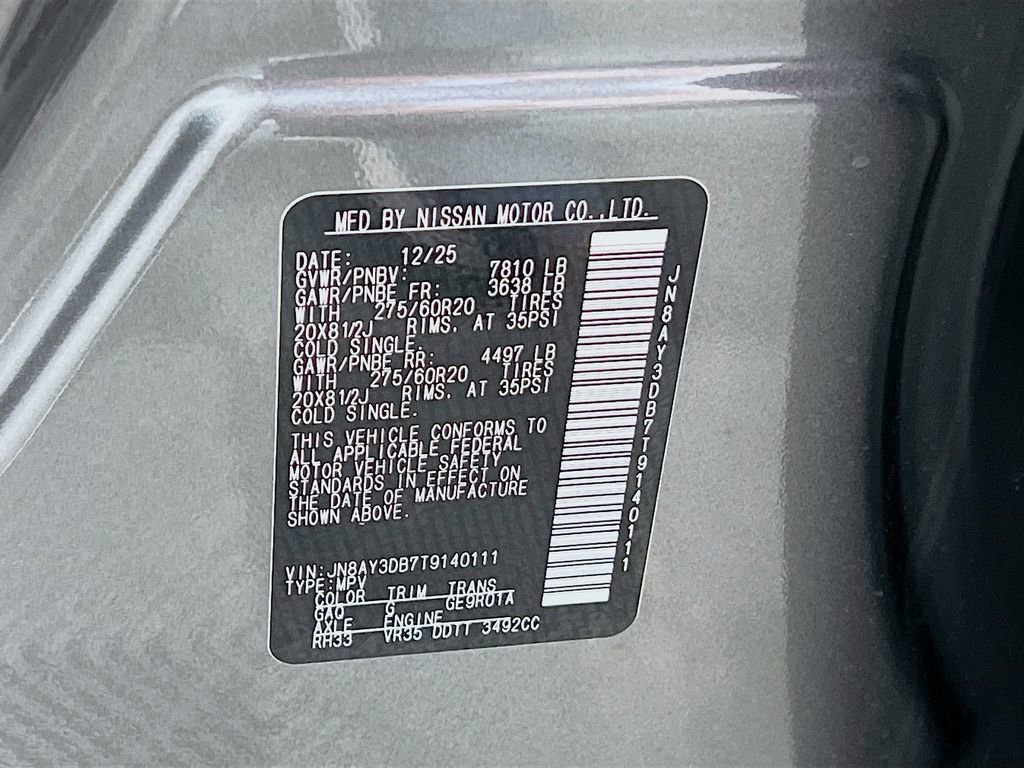 MFD BY NISSAN MOTOR CO.,LTD.
DATE: 12/25
GVWR/PNBV: 7810 LB
GAWR/PNBE FR: 3638 LB
WITH 275/60R20 TIRES
20X81/2J RIMS, AT 35PSI
COLD SINGLE.
GAWR/PNBE RR: 4497 LB
WITH 275/60R20 TIRES
20X81/2J RIMS. AT 35PSI
COLD SINGLE.
THIS VEHICLE CONFORMS TO
ALL APPLICABLE FEDERAL
MOTOR VEHICLE SAFETY
STANDARDS IN EFFECT ON
THE DATE OF MANUFACTURE
SHOWN ABOVE.
VIN:JN8AY3DB7T9140111
TYPE:MPV
COLOR TRIM TRANS
GAQ G GE9R01A
AXLE ENGINE
RH33 VR35 DDTT 3492CC
JN8AY3DB7T9140111